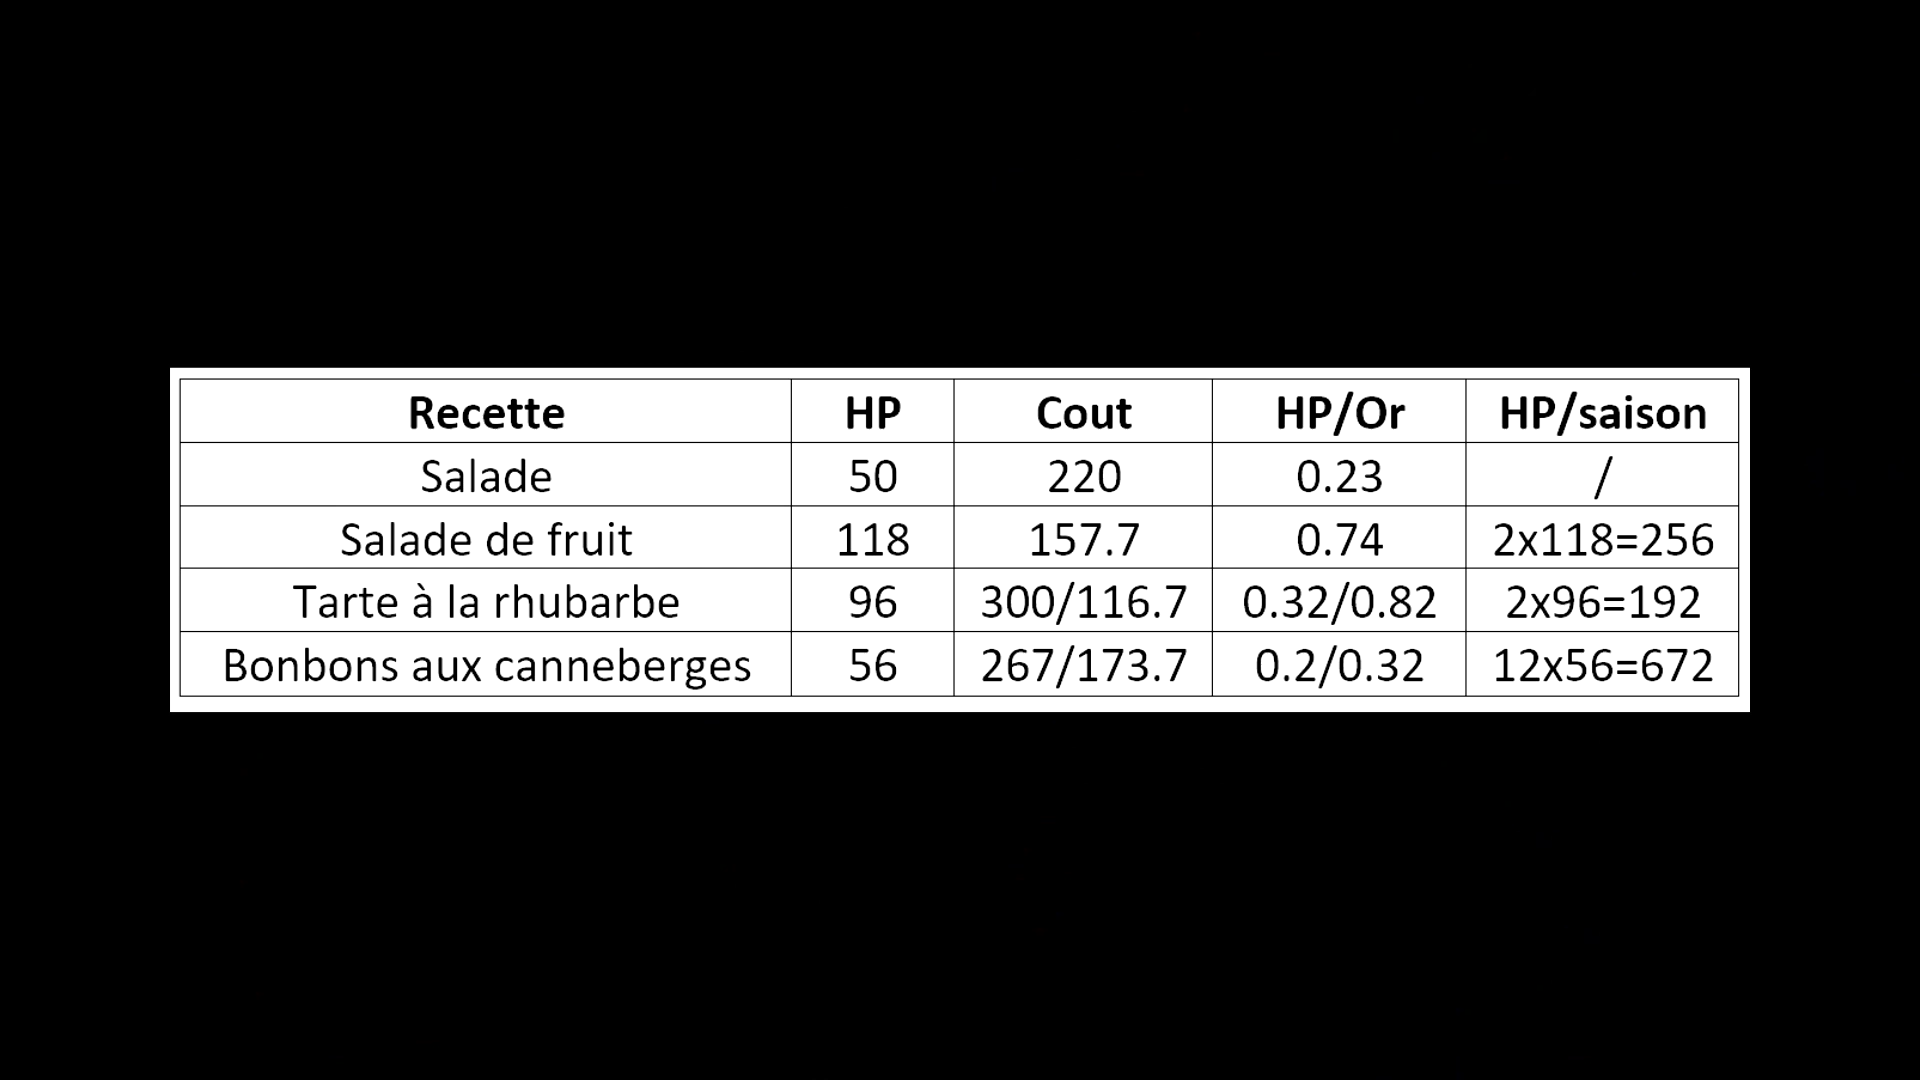 Recette HP Cout HP/Or HP/saison
Salade 50 220 0.23 /
Salade de fruit 118 157.7 0.74 2x118=256
Tarte à la rhubarbe 96 300/116.7 0.32/0.82 2x96=192
Bonbons aux canneberges 56 267/173.7 0.2/0.32 12x56=672